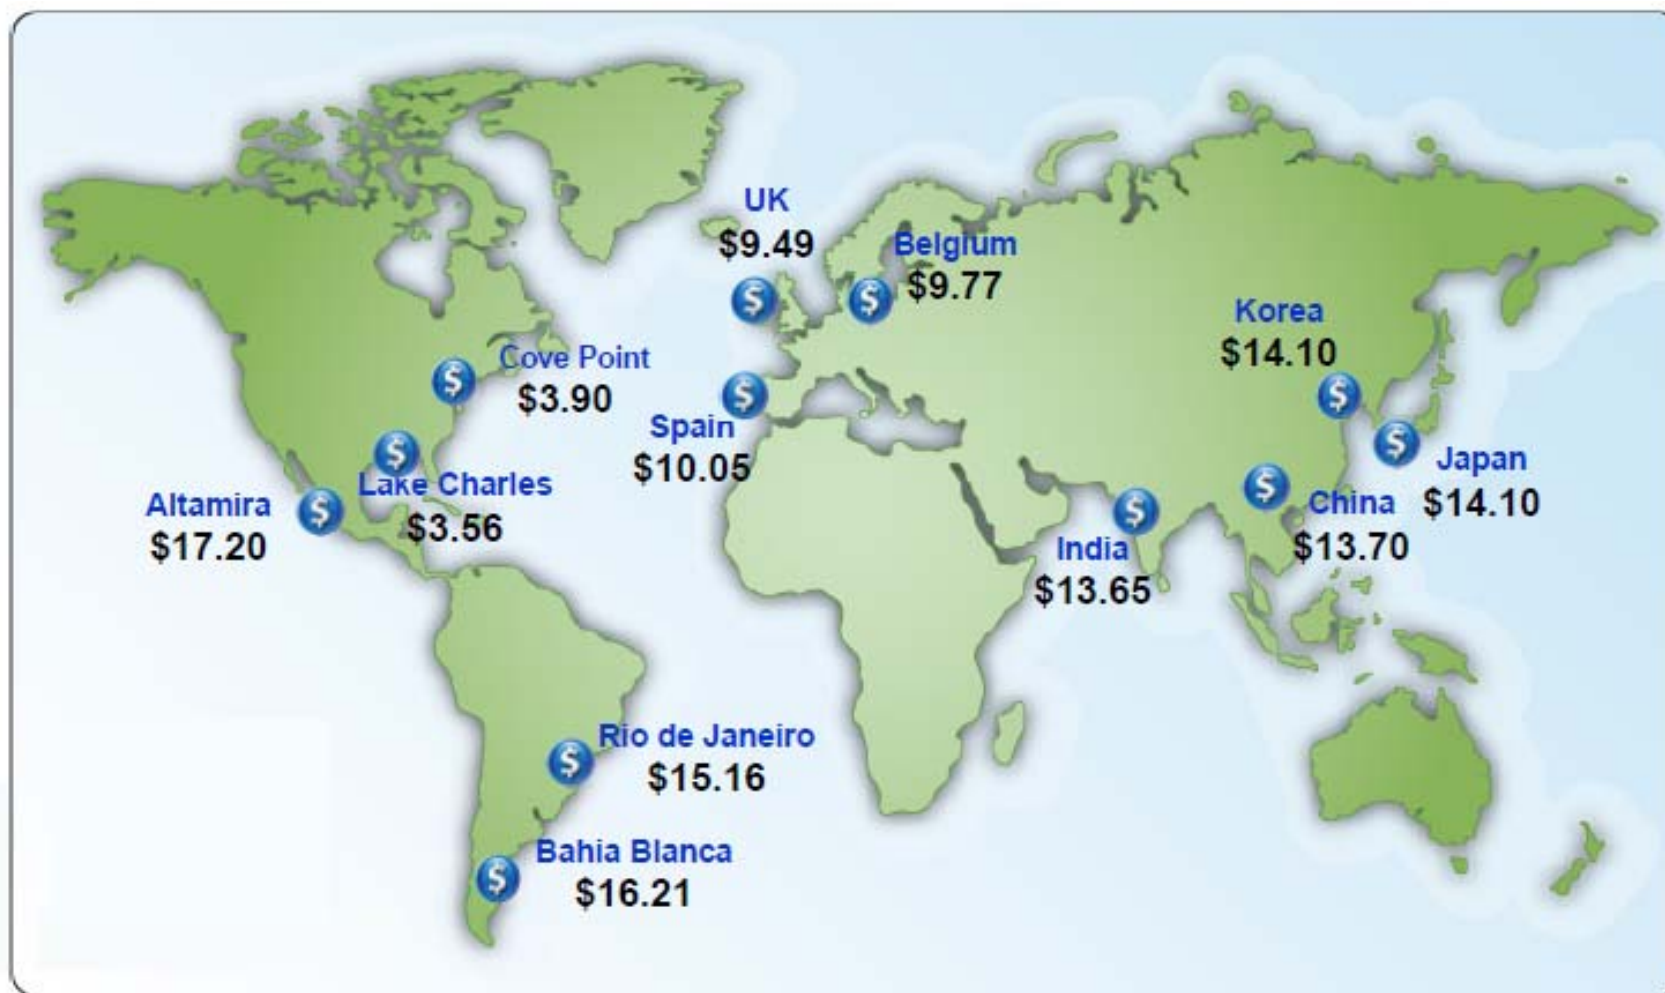 UK
$9.49
Belgium
$9.77
Korea
$14.10
Cove Point
$3.90
Spain
$10.05
Japan
$14.10
Lake Charles
$3.56
Altamira
$17.20
China
$13.70
India
$13.65
Rio de Janeiro
$15.16
Bahia Blanca
$16.21